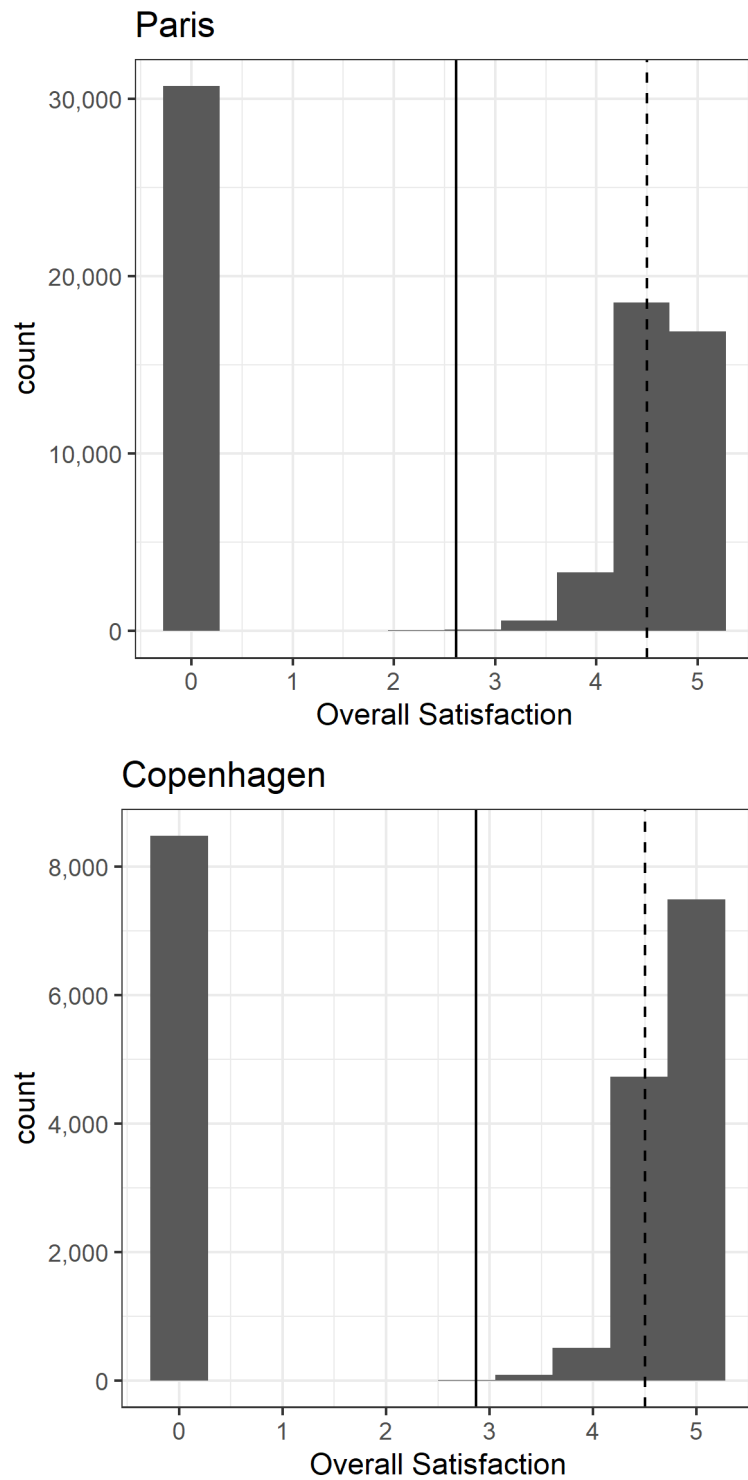 Paris
30,000
20,000
10,000
0
count
0 1 2 3 4 5
Overall Satisfaction
Copenhagen
8,000
6,000
4,000
2,000
0
count
0 1 2 3 4 5
Overall Satisfaction